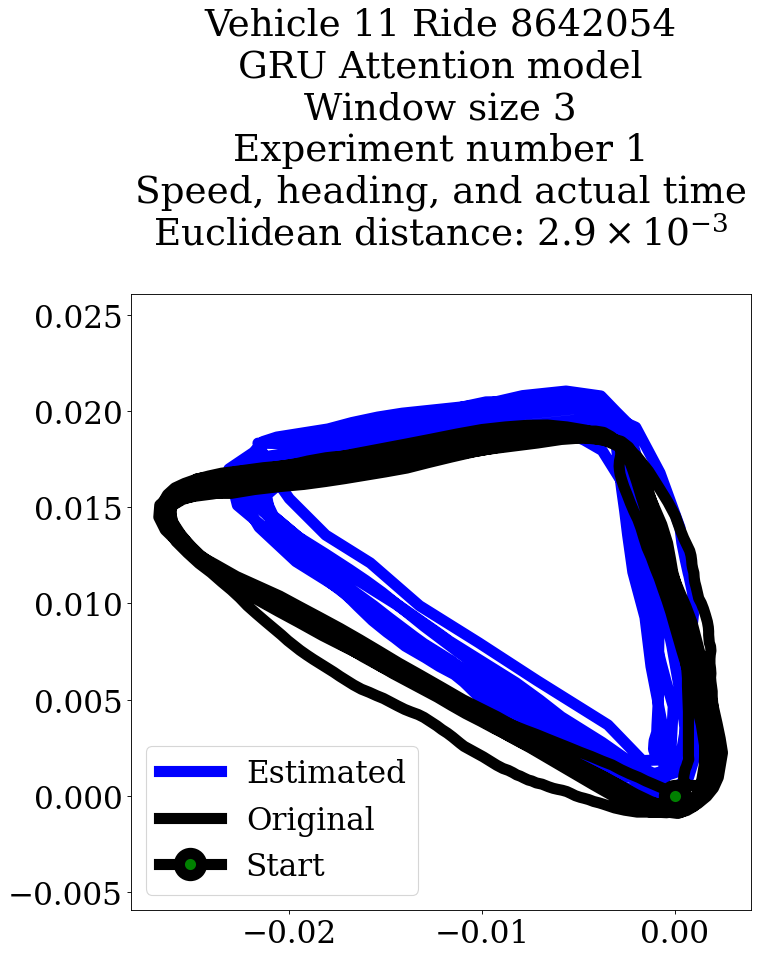 Vehicle 11 Ride 8642054
GRU Attention model
Window size 3
Experiment number 1
Speed, heading, and actual time
Euclidean distance: 2.9 × 10⁻³
0.025
0.020
0.015
0.010
0.005
0.000
−0.005
Estimated
Original
Start
−0.02 −0.01 0.00